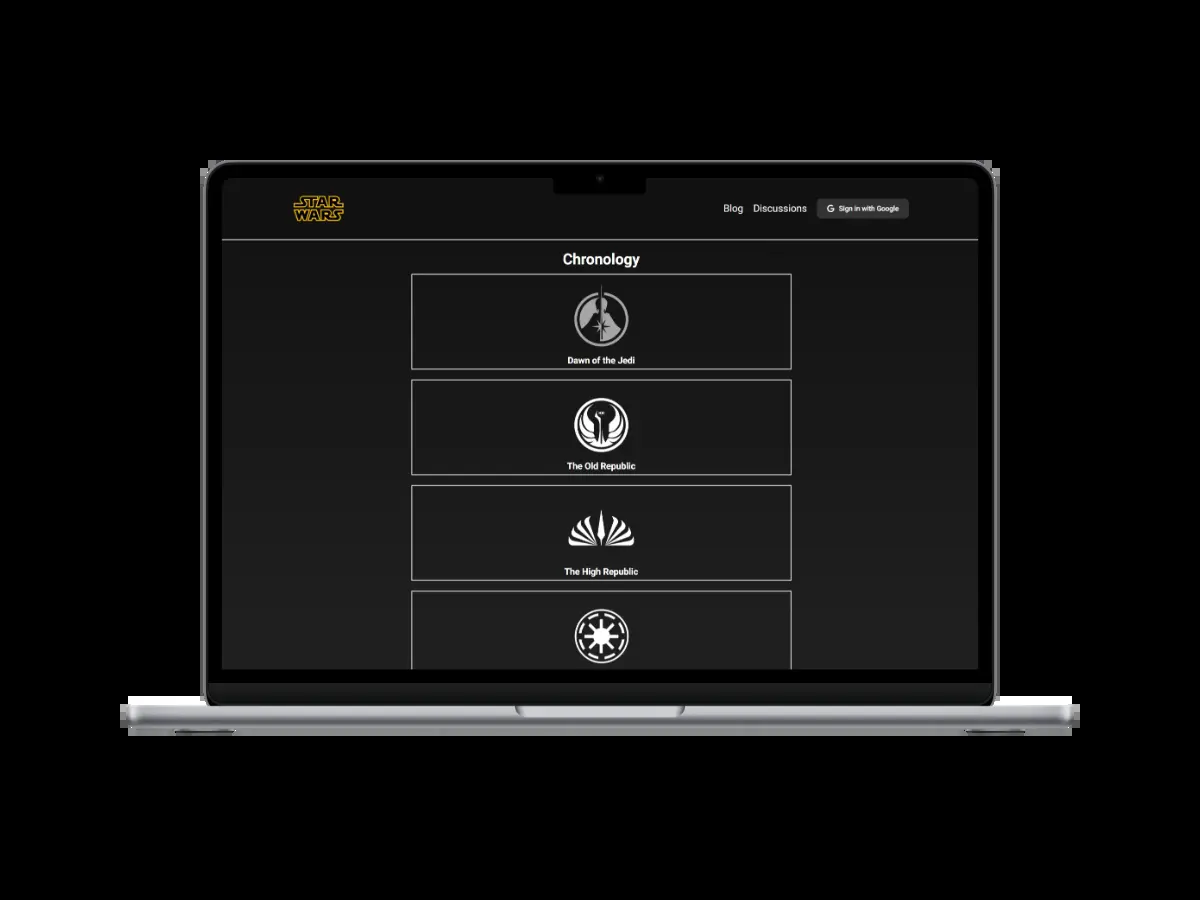 STAR
WARS
Blog Discussions G Sign in with Google
Chronology
Dawn of the Jedi
The Old Republic
The High Republic